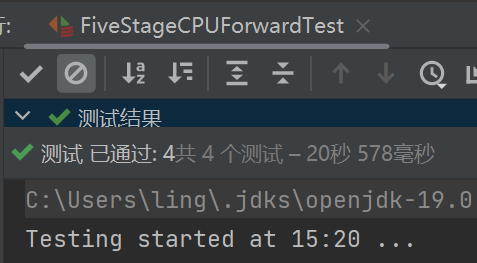 行: FiveStageCPUForwardTest
测试结果
测试 已通过: 4共 4 个测试 – 20秒 578毫秒
C:\Users\ling\.jdks\openjdk-19.0
Testing started at 15:20 ...